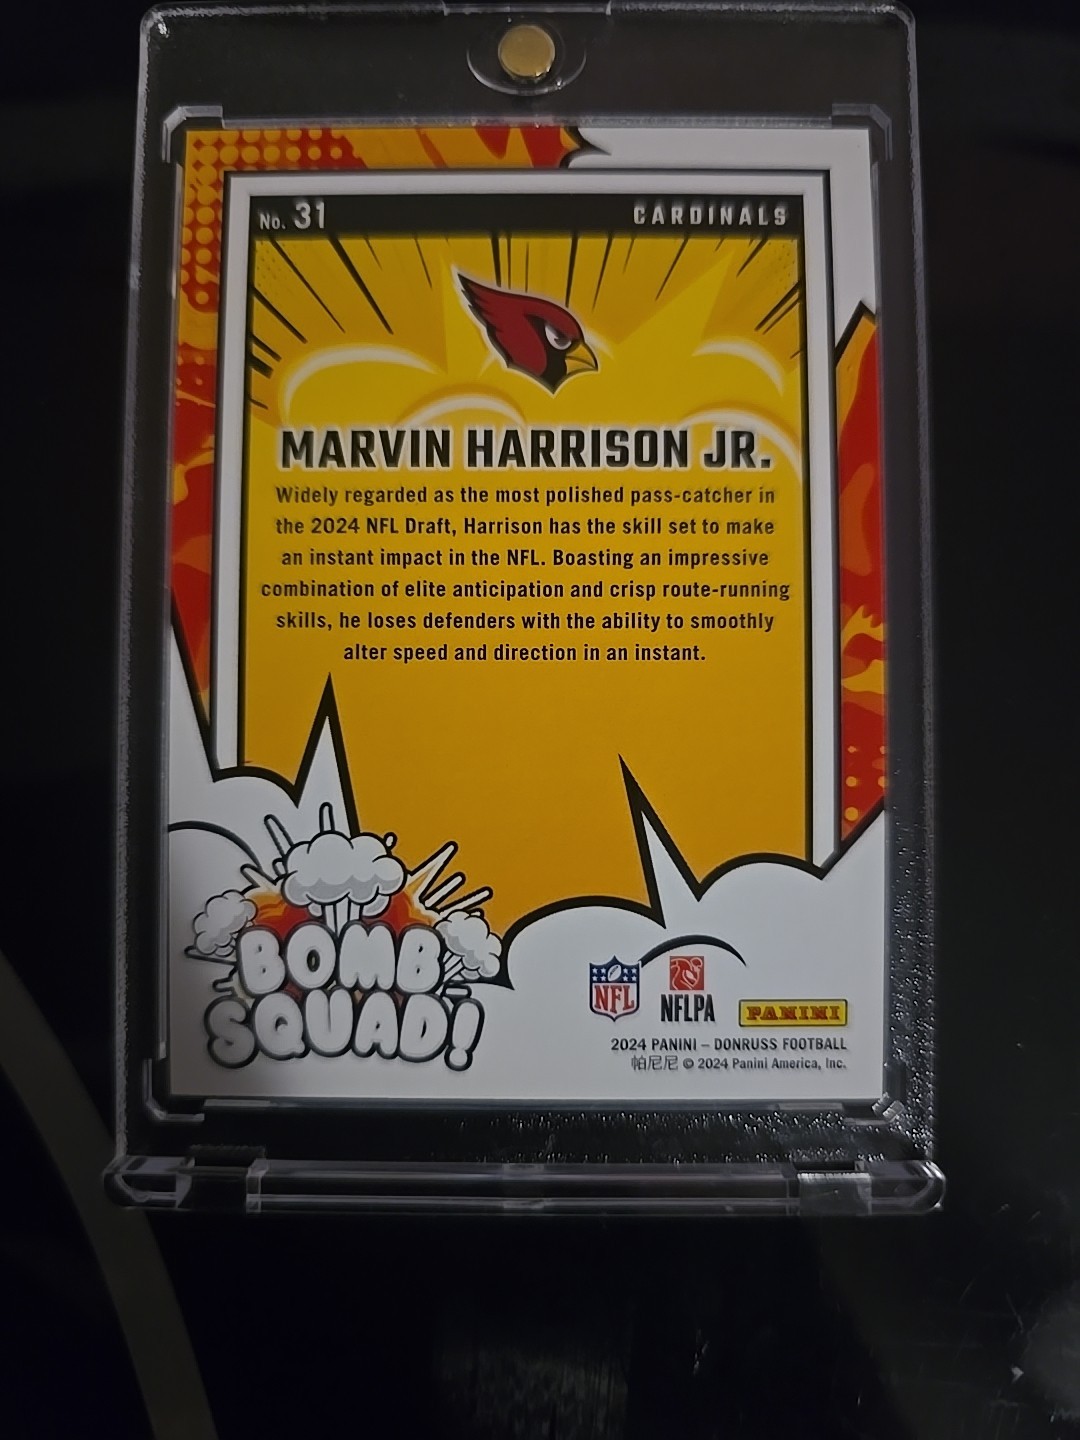 No. 31 CARDINALS
MARVIN HARRISON JR.
Widely regarded as the most polished pass-catcher in
the 2024 NFL Draft, Harrison has the skill set to make
an instant impact in the NFL. Boasting an impressive
combination of elite anticipation and crisp route-running
skills, he loses defenders with the ability to smoothly
alter speed and direction in an instant.
BOMB
SQUAD!
NFL
NFLPA
PANINI
2024 PANINI – DONRUSS FOOTBALL
帕尼尼 © 2024 Panini America, Inc.